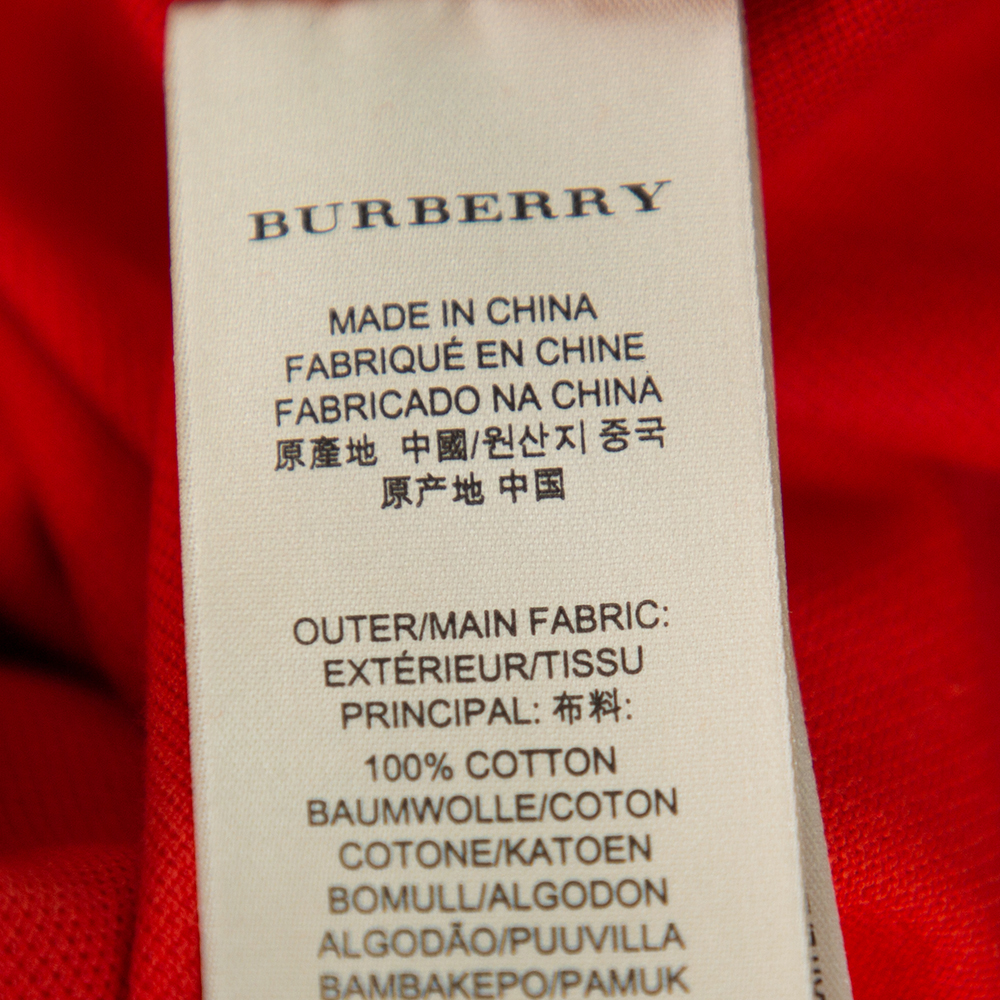 BURBERRY
MADE IN CHINA
FABRIQUÉ EN CHINE
FABRICADO NA CHINA
原產地 中國/원산지 중국
原产地 中国
OUTER/MAIN FABRIC:
EXTÉRIEUR/TISSU
PRINCIPAL: 布料:
100% COTTON
BAUMWOLLE/COTON
COTONE/KATOEN
BOMULL/ALGODON
ALGODÃO/PUUVILLA
ΒΑΜΒΑΚΕΡΟ/PAMUK